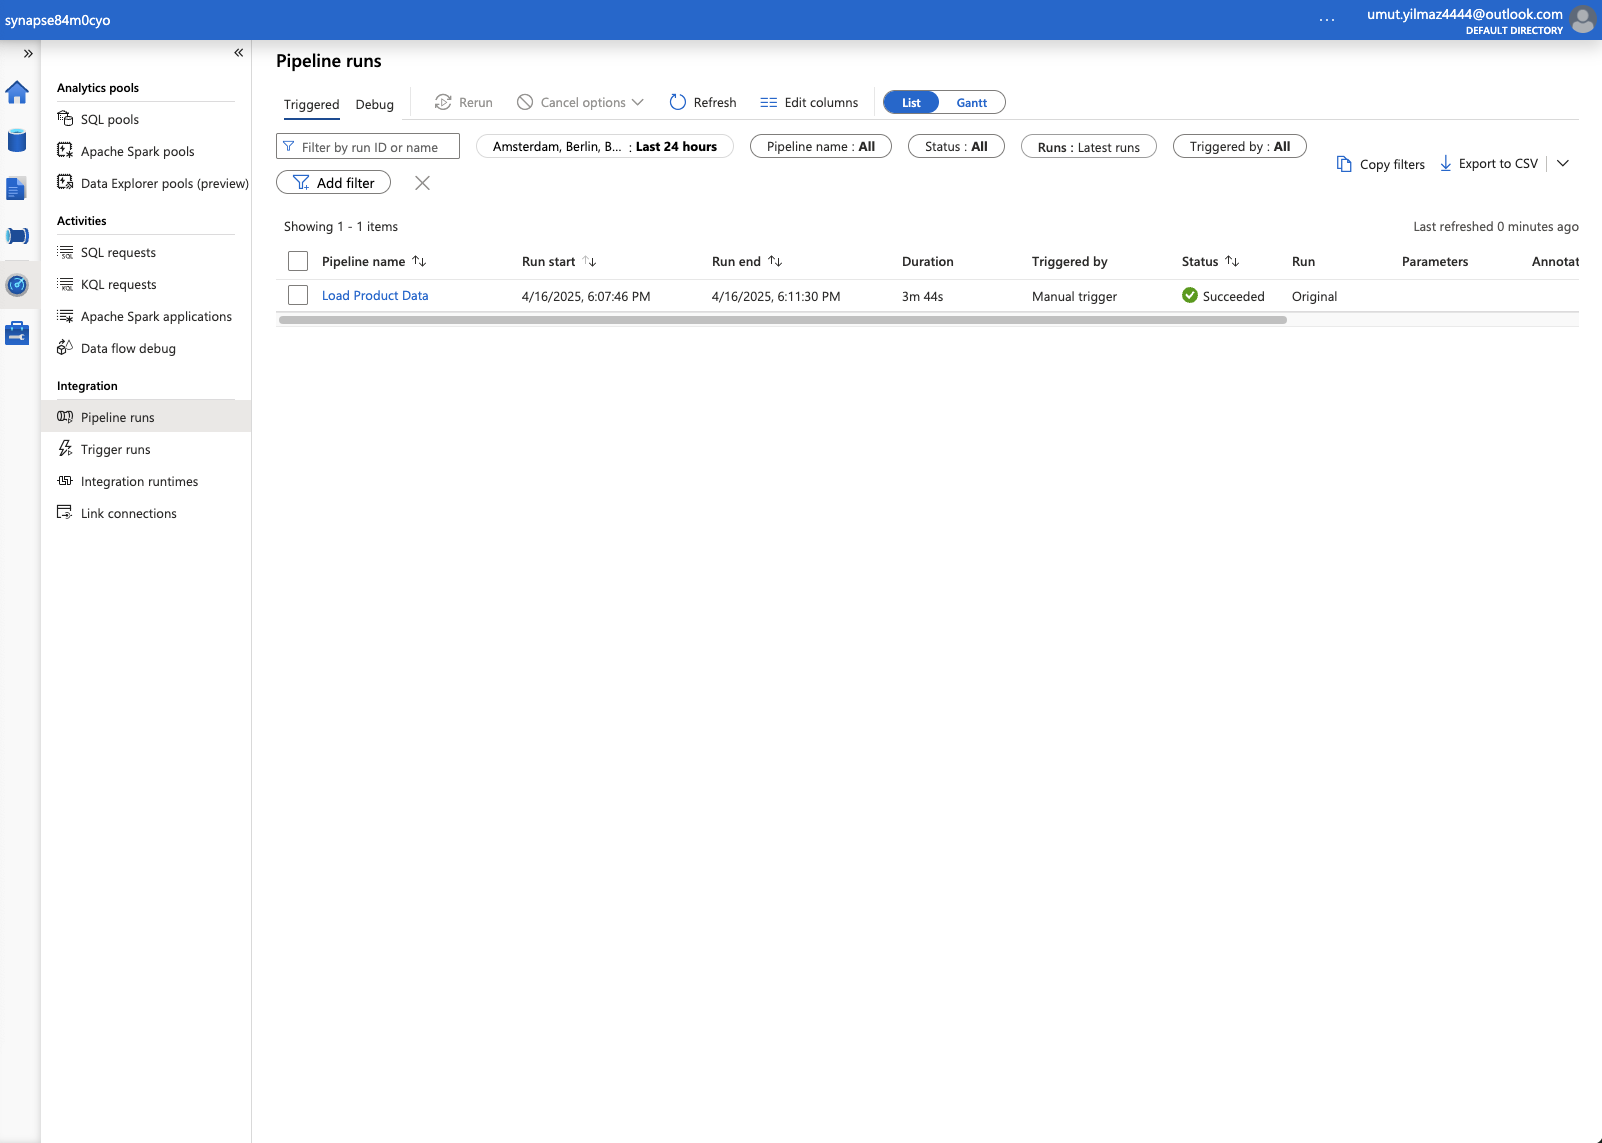 synapse84m0cyo
...
umut.yilmaz4444@outlook.com
DEFAULT DIRECTORY
Analytics pools
SQL pools
Apache Spark pools
Data Explorer pools (preview)
Activities
SQL requests
KQL requests
Apache Spark applications
Data flow debug
Integration
Pipeline runs
Trigger runs
Integration runtimes
Link connections
Pipeline runs
Triggered Debug Rerun Cancel options Refresh Edit columns List Gantt
Filter by run ID or name Amsterdam, Berlin, B... : Last 24 hours Pipeline name : All Status : All Runs : Latest runs Triggered by : All
Add filter
Copy filters Export to CSV
Showing 1 - 1 items
Last refreshed 0 minutes ago
Pipeline name Run start Run end Duration Triggered by Status Run Parameters Annotat
Load Product Data 4/16/2025, 6:07:46 PM 4/16/2025, 6:11:30 PM 3m 44s Manual trigger Succeeded Original